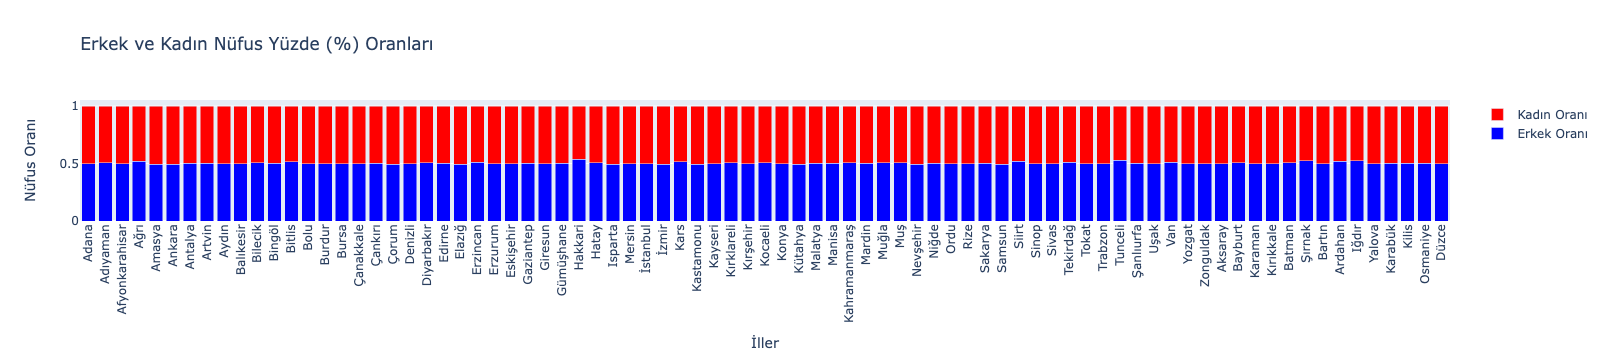 Erkek ve Kadın Nüfus Yüzde (%) Oranları
Nüfus Oranı
1
0.5
0
Kadın Oranı
Erkek Oranı
Adana
Adıyaman
Afyonkarahisar
Ağrı
Amasya
Ankara
Antalya
Artvin
Aydın
Balıkesir
Bilecik
Bingöl
Bitlis
Bolu
Burdur
Bursa
Çanakkale
Çankırı
Çorum
Denizli
Diyarbakır
Edirne
Elazığ
Erzincan
Erzurum
Eskişehir
Gaziantep
Giresun
Gümüşhane
Hakkari
Hatay
Isparta
Mersin
İstanbul
İzmir
Kars
Kastamonu
Kayseri
Kırklareli
Kırşehir
Kocaeli
Konya
Kütahya
Malatya
Manisa
Kahramanmaraş
Mardin
Muğla
Muş
Nevşehir
Niğde
Ordu
Rize
Sakarya
Samsun
Siirt
Sinop
Sivas
Tekirdağ
Tokat
Trabzon
Tunceli
Şanlıurfa
Uşak
Van
Yozgat
Zonguldak
Aksaray
Bayburt
Karaman
Kırıkkale
Batman
Şırnak
Bartın
Ardahan
Iğdır
Yalova
Karabük
Kilis
Osmaniye
Düzce
İller